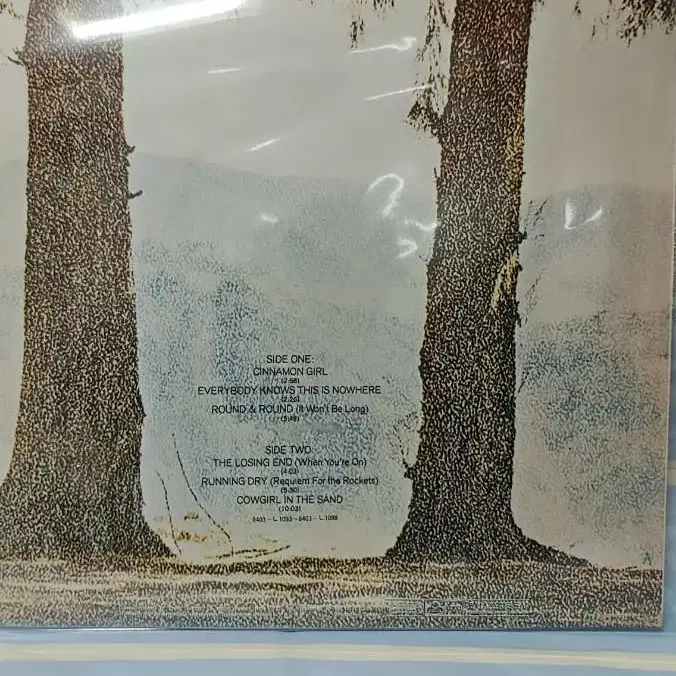 SIDE ONE:
CINNAMON GIRL
(2:58)
EVERYBODY KNOWS THIS IS NOWHERE
(2:26)
ROUND & ROUND (It Won't Be Long)
(5:49)
SIDE TWO:
THE LOSING END (When You're On)
(4:03)
RUNNING DRY (Requiem For the Rockets)
(5:30)
COWGIRL IN THE SAND
(10:03)
A